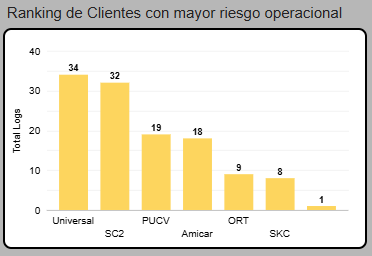 Ranking de Clientes con mayor riesgo operacional
40
30
20
10
0
Total Logs
34
32
19
18
9
8
1
Universal
SC2
PUCV
Amicar
ORT
SKC